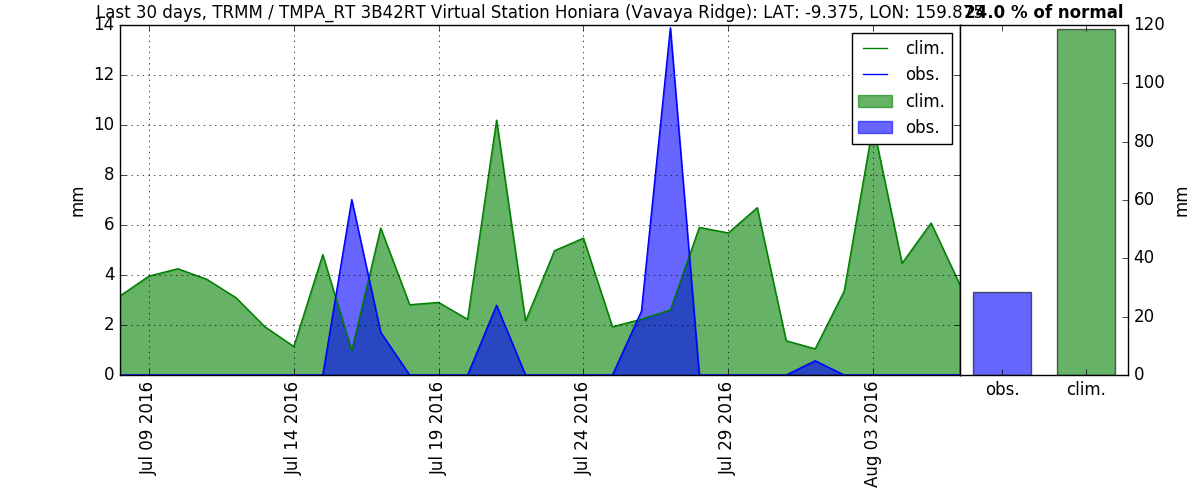 Last 30 days, TRMM / TMPA_RT 3B42RT Virtual Station Honiara (Vavaya Ridge): LAT: -9.375, LON: 159.875
24.0 % of normal
14
12
10
8
6
4
2
0
mm
clim.
obs.
clim.
obs.
Jul 09 2016
Jul 14 2016
Jul 19 2016
Jul 24 2016
Jul 29 2016
Aug 03 2016
120
100
80
60
40
20
0
mm
obs.
clim.